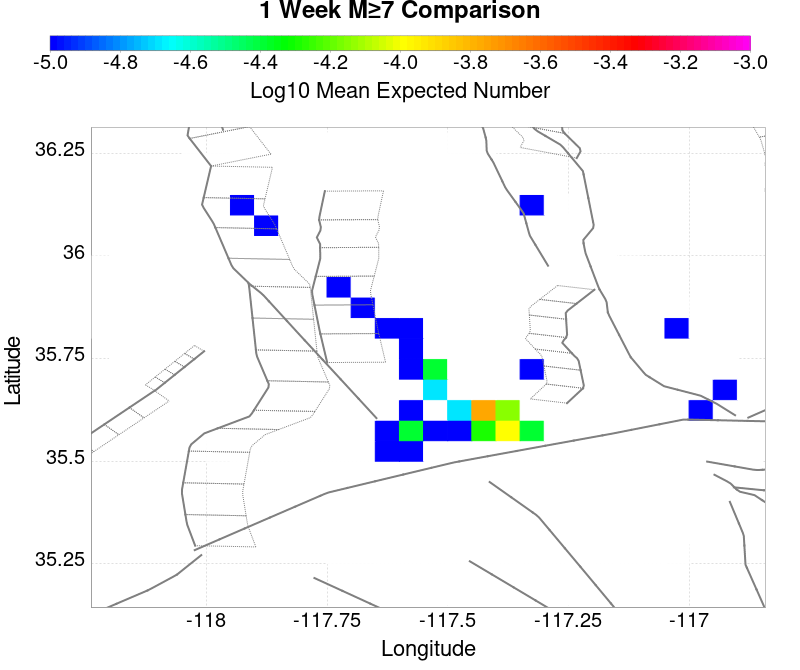 1 Week M≥7 Comparison
-5.0 -4.8 -4.6 -4.4 -4.2 -4.0 -3.8 -3.6 -3.4 -3.2 -3.0
Log10 Mean Expected Number
36.25
36
35.75
35.5
35.25
Latitude
-118 -117.75 -117.5 -117.25 -117
Longitude